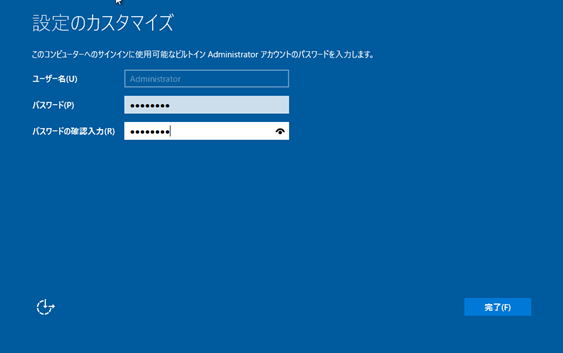 設定のカスタマイズ
このコンピューターへのサインインに使用可能なビルトイン Administrator アカウントのパスワードを入力します。
ユーザー名(U)
Administrator
パスワード(P)
●●●●●●●●
パスワードの確認入力(R)
●●●●●●●●
完了(F)